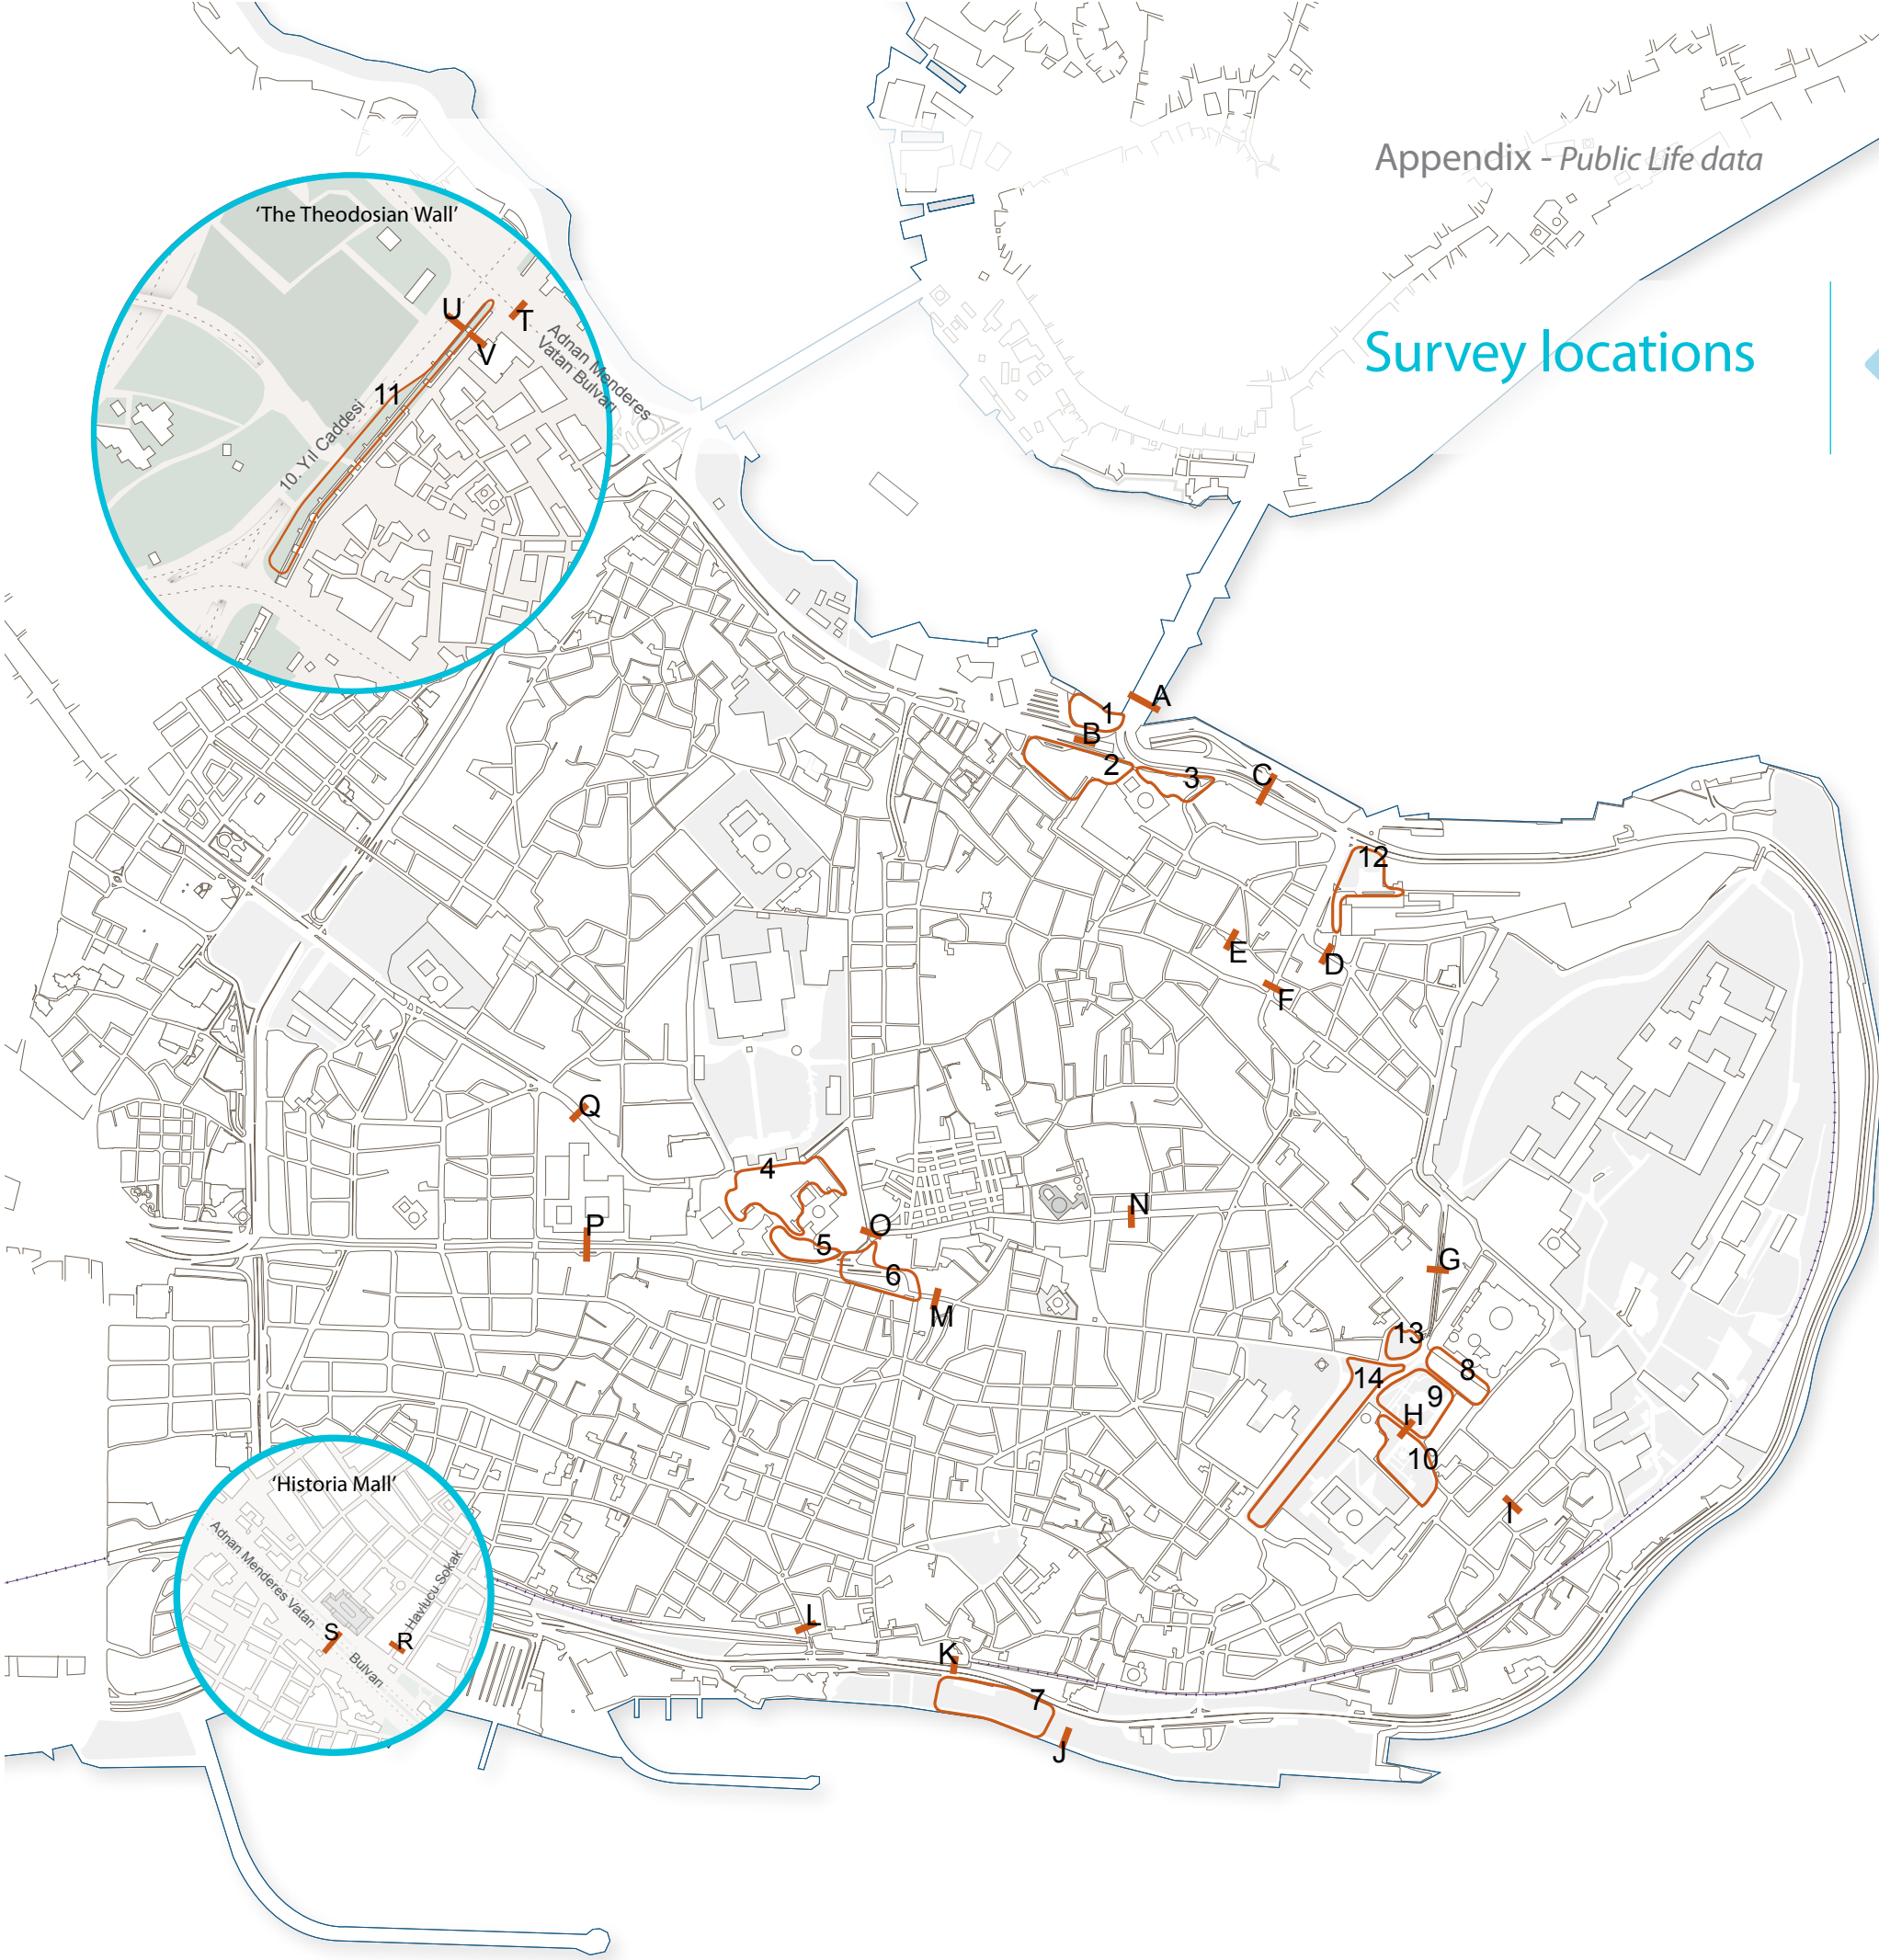 Appendix - Public Life data
Survey locations
'The Theodosian Wall'
U
T
V
Adnan Menderes
Vatan Bulvarı
11
10. Yıl Caddesi
A
1
B
2
3
C
12
E
D
F
Q
4
P
O
N
5
6
G
M
13
8
14
9
H
10
I
'Historia Mall'
Adnan Menderes Vatan
Bulvarı
Havlucu Sokak
S
R
L
K
7
J